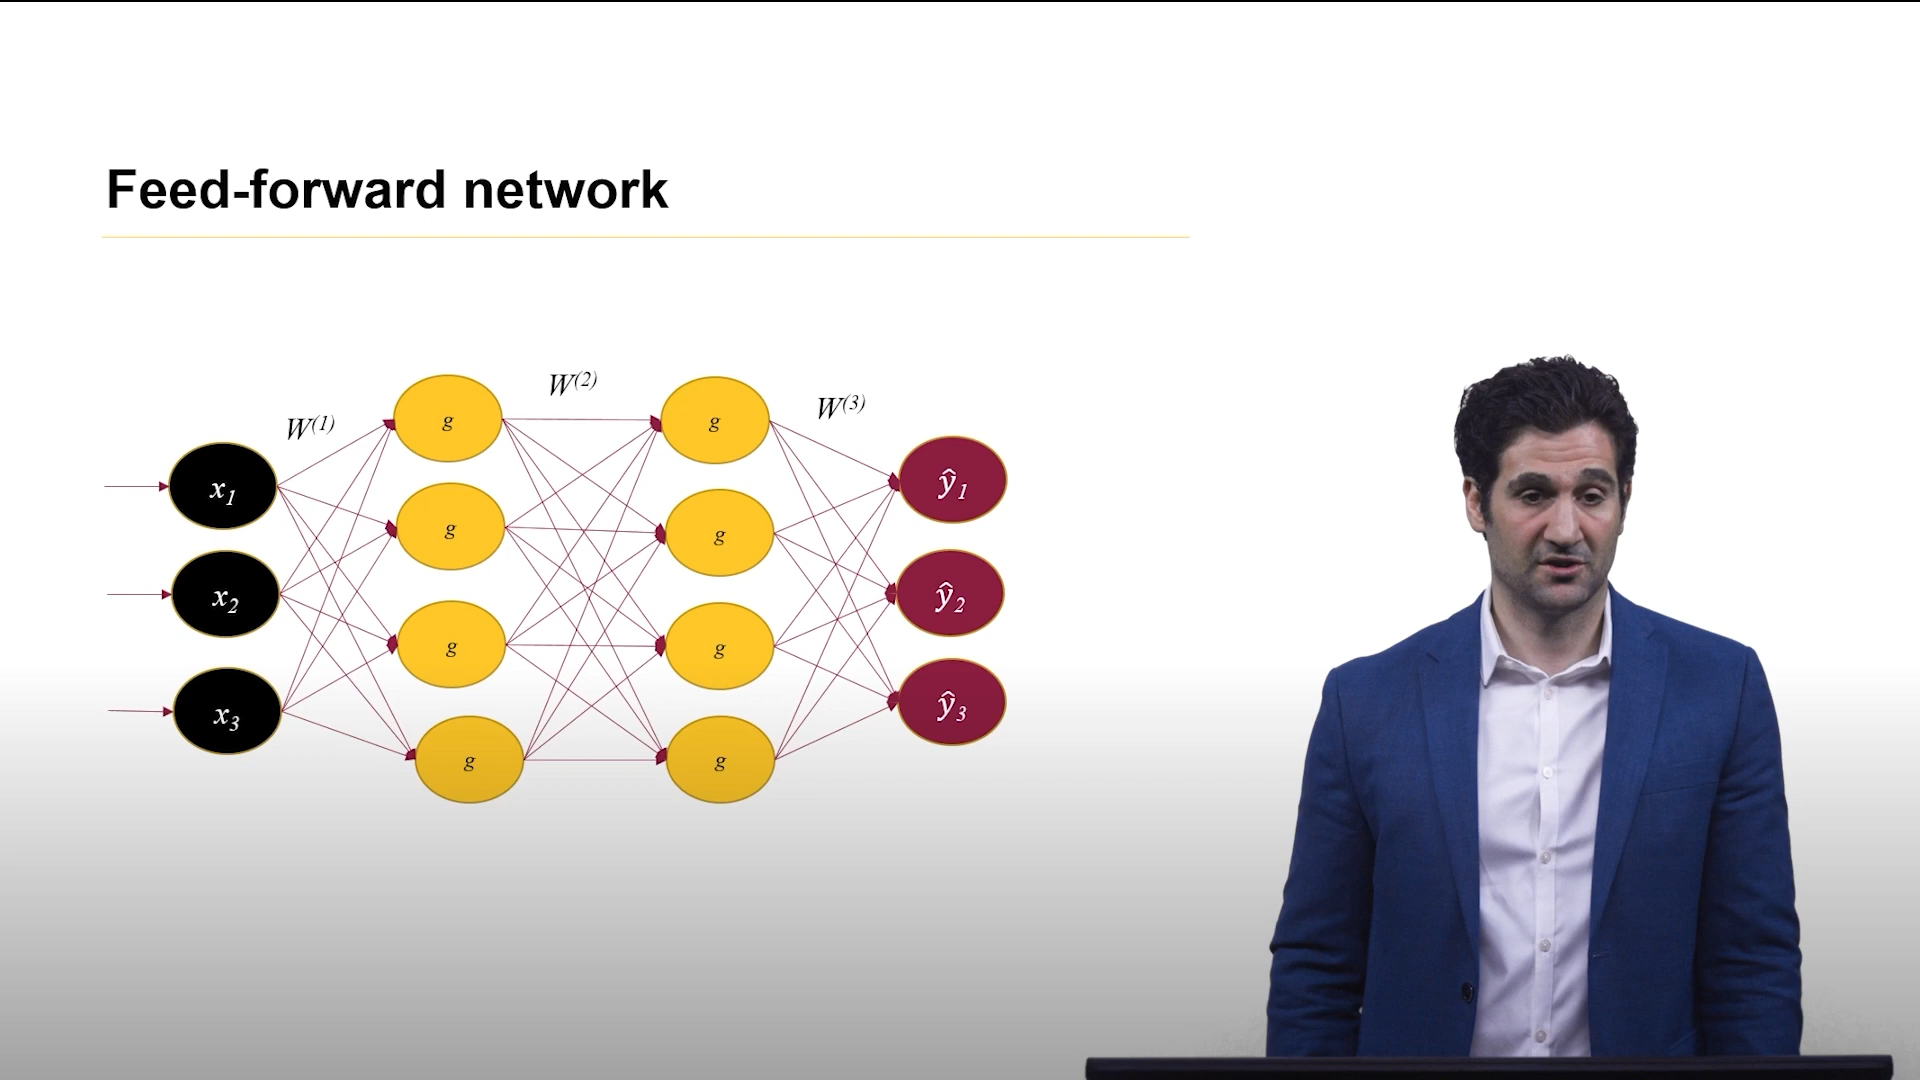 Feed-forward network
W(1)
W(2)
W(3)
x1
x2
x3
g
g
g
g
g
g
g
g
ŷ1
ŷ2
ŷ3